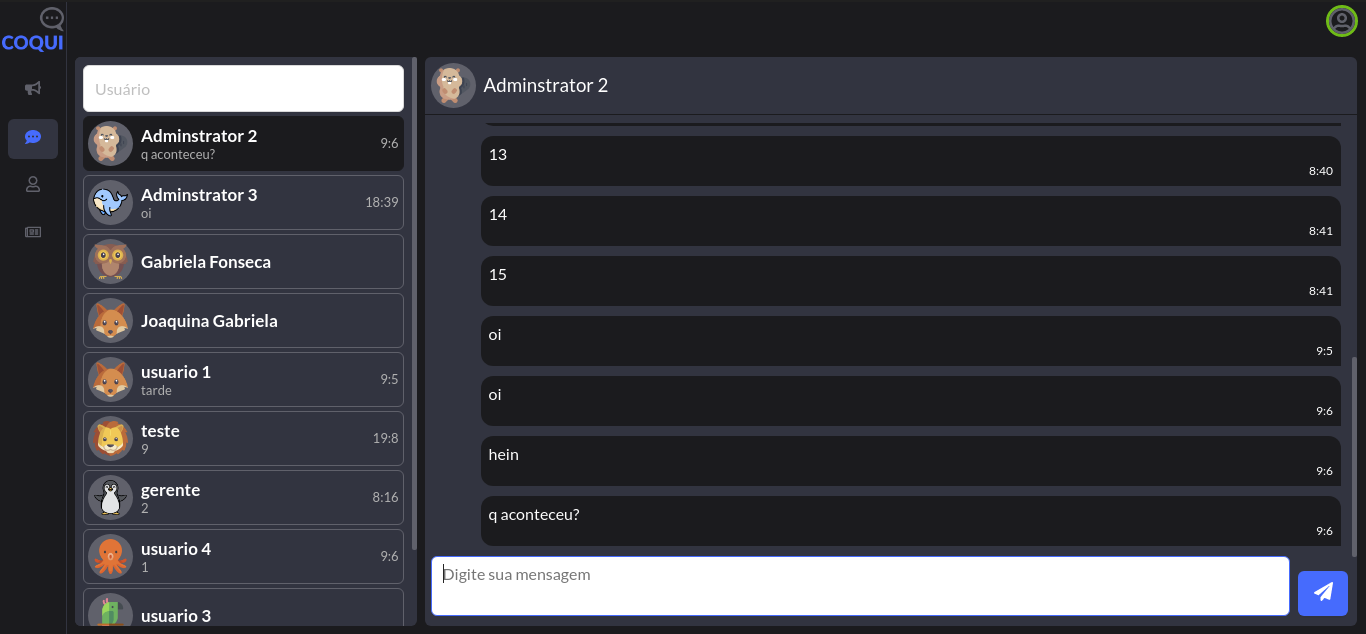 COQUI
Usuário
Adminstrator 2
q aconteceu?
9:6
Adminstrator 3
oi
18:39
Gabriela Fonseca
Joaquina Gabriela
usuario 1
tarde
9:5
teste
9
19:8
gerente
2
8:16
usuario 4
1
9:6
usuario 3
Adminstrator 2
13
8:40
14
8:41
15
8:41
oi
9:5
oi
9:6
hein
9:6
q aconteceu?
9:6
Digite sua mensagem